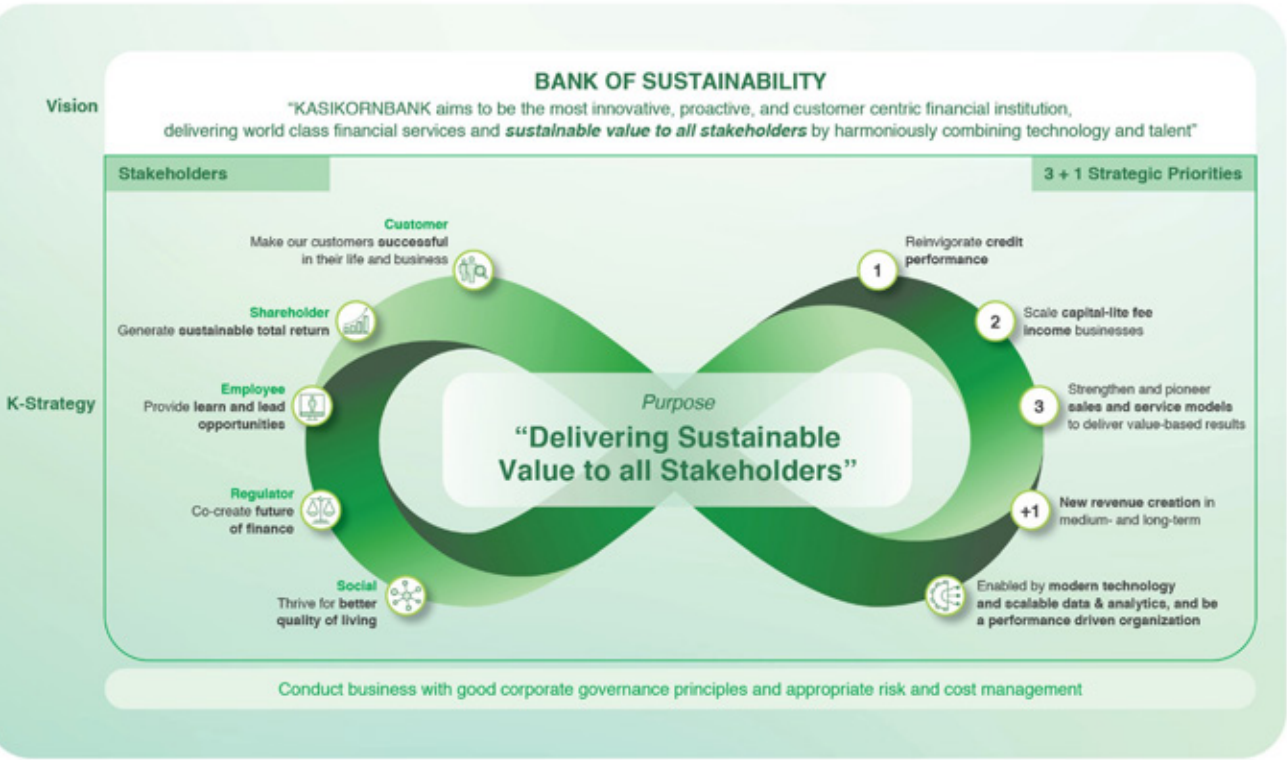 BANK OF SUSTAINABILITY
Vision
"KASIKORNBANK aims to be the most innovative, proactive, and customer centric financial institution,
delivering world class financial services and sustainable value to all stakeholders by harmoniously combining technology and talent"
Stakeholders
3 + 1 Strategic Priorities
K-Strategy
Customer
Make our customers successful
in their life and business
Shareholder
Generate sustainable total return
Employee
Provide learn and lead
opportunities
Regulator
Co-create future
of finance
Social
Thrive for better
quality of living
Purpose
“Delivering Sustainable
Value to all Stakeholders”
1
Reinvigorate credit
performance
2
Scale capital-lite fee
income businesses
3
Strengthen and pioneer
sales and service models
to deliver value-based results
+1
New revenue creation in
medium- and long-term
Enabled by modern technology
and scalable data & analytics, and be
a performance driven organization
Conduct business with good corporate governance principles and appropriate risk and cost management